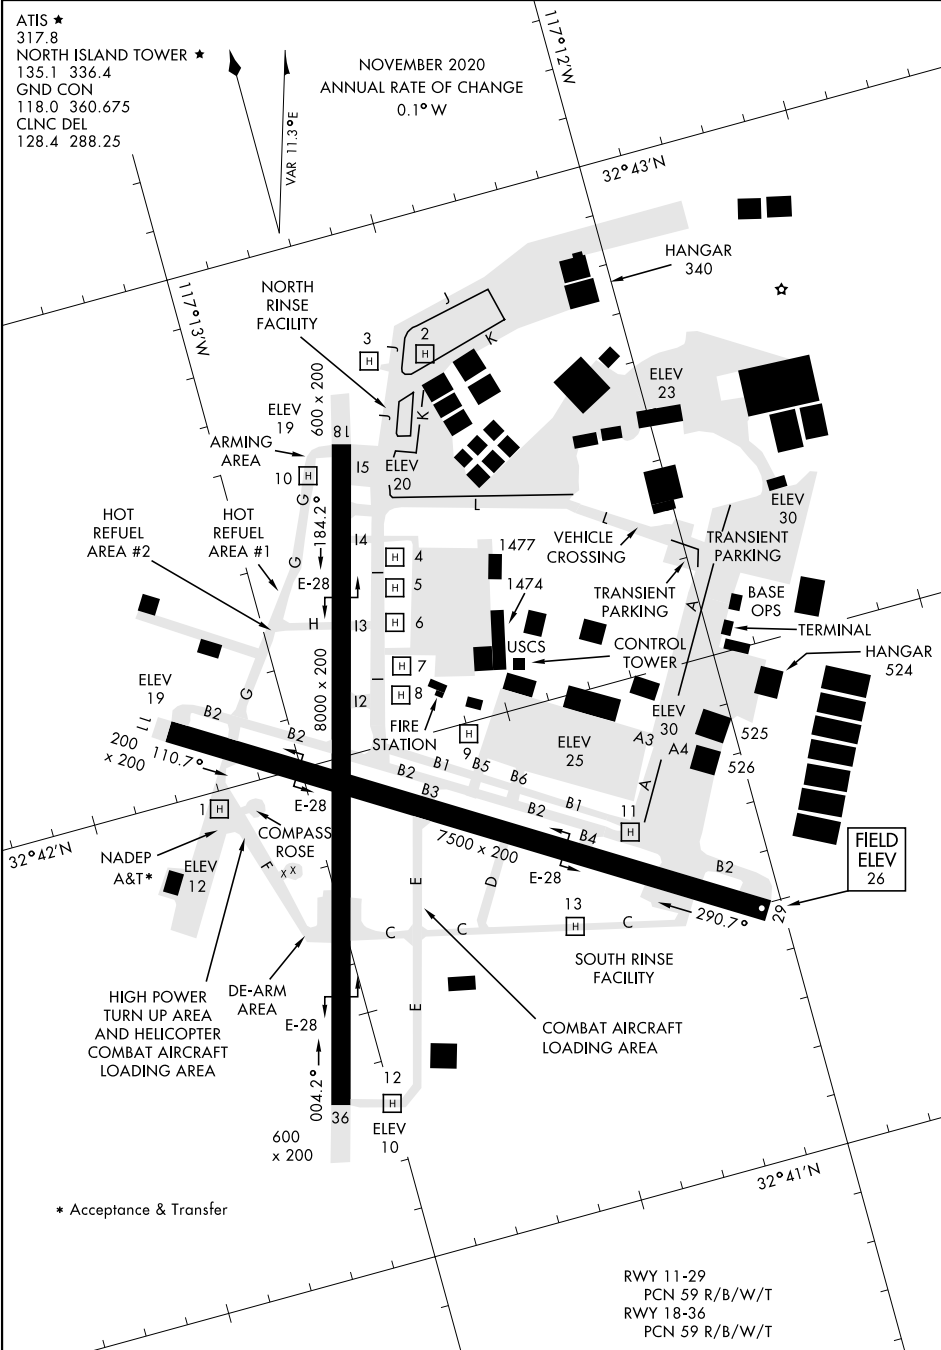 ATIS ★
317.8
NORTH ISLAND TOWER ★
135.1 336.4
GND CON
118.0 360.675
CLNC DEL
128.4 288.25
VAR 11.3°E
NOVEMBER 2020
ANNUAL RATE OF CHANGE
0.1° W
117°12'W
32°43'N
117°13'W
HANGAR
340
NORTH
RINSE
FACILITY
J
K
3
H
2
H
J
J
K
600 x 200
ELEV
23
ELEV
19
18
ARMING
AREA
10
H
I5
ELEV
20
G
184.2°
L
L
ELEV
30
HOT
REFUEL
AREA #2
HOT
REFUEL
AREA #1
I4
VEHICLE
CROSSING
TRANSIENT
PARKING
1477
H
4
G
E-28
H
5
1474
TRANSIENT
PARKING
A
BASE
OPS
H
I3
H
6
TERMINAL
USCS
CONTROL
TOWER
HANGAR
524
H
7
ELEV
19
G
8000 x 200
I2
H
8
FIRE
STATION
H
9
B2
B2
11
200
x 200
110.7°
ELEV
30
A3
A4
525
526
ELEV
25
B1
B5
B6
B2
B3
B2
B1
B4
A
E-28
1
H
COMPASS
ROSE
7500 x 200
11
H
32°42'N
NADEP
A&T*
ELEV
12
F
x x
E
D
E-28
B2
FIELD
ELEV
26
290.7°
29
13
H
C
C
C
SOUTH RINSE
FACILITY
HIGH POWER
TURN UP AREA
AND HELICOPTER
COMBAT AIRCRAFT
LOADING AREA
DE-ARM
AREA
E
E-28
COMBAT AIRCRAFT
LOADING AREA
004.2°
12
H
36
ELEV
10
600
x 200
32°41'N
* Acceptance & Transfer
RWY 11-29
PCN 59 R/B/W/T
RWY 18-36
PCN 59 R/B/W/T